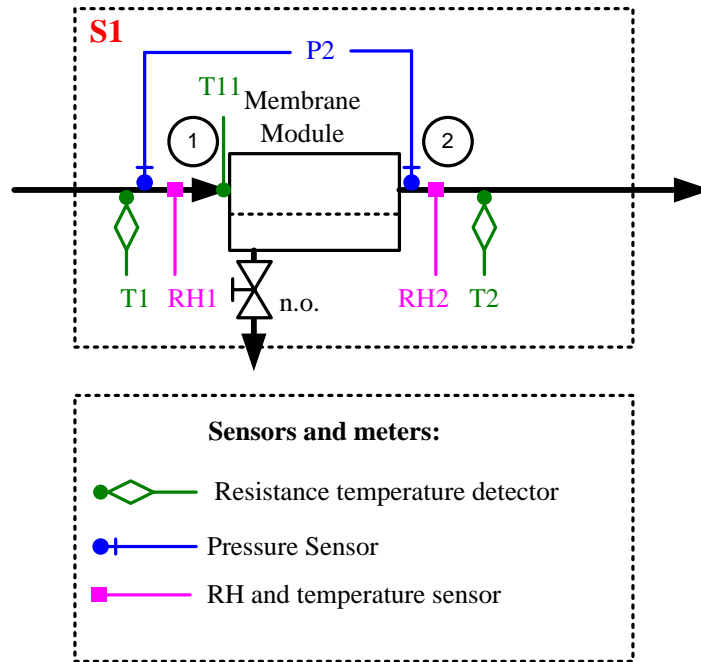 S1
P2
T11
Membrane
Module
1
2
T1
RH1
n.o.
RH2
T2
Sensors and meters:
Resistance temperature detector
Pressure Sensor
RH and temperature sensor